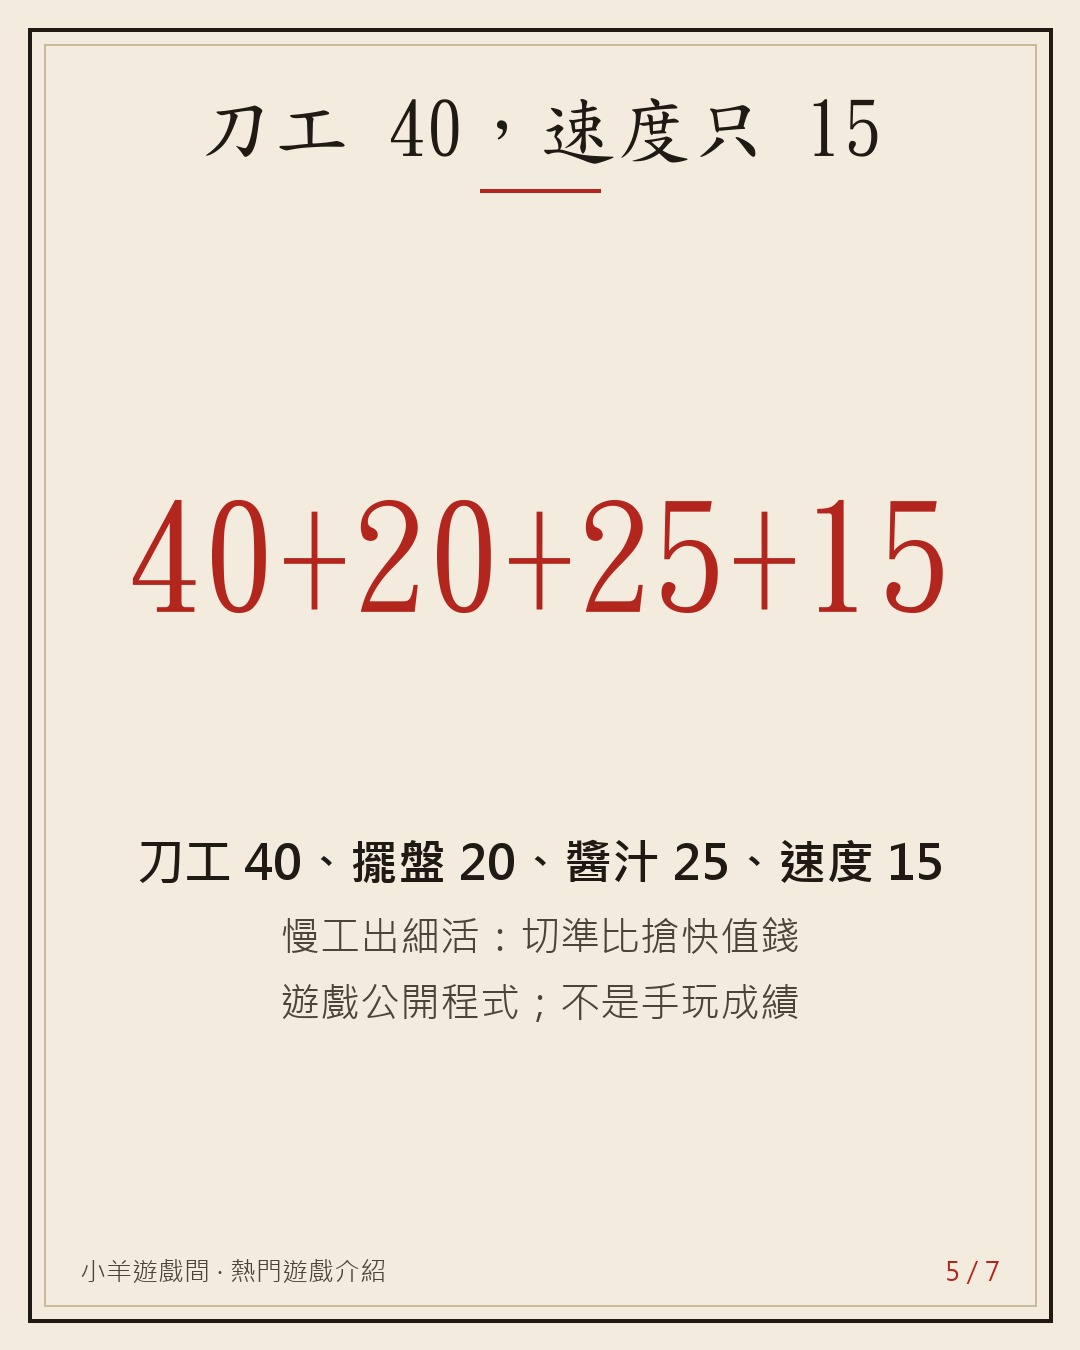 刀工 40，速度只 15
40+20+25+15
刀工 40、擺盤 20、醬汁 25、速度 15
慢工出細活：切準比搶快值錢
遊戲公開程式；不是手玩成績
小羊遊戲間 · 熱門遊戲介紹
5 / 7